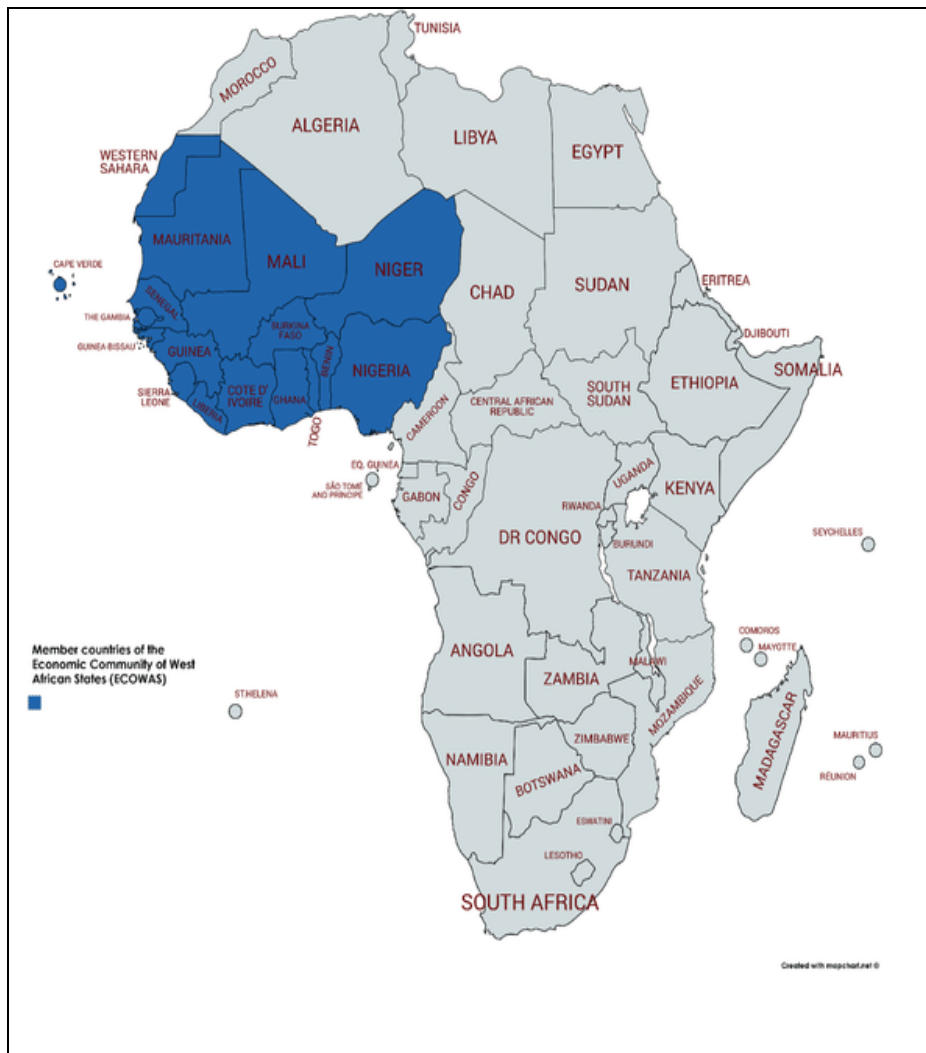 TUNISIA
MOROCCO
ALGERIA
LIBYA
EGYPT
WESTERN
SAHARA
MAURITANIA
MALI
NIGER
CHAD
SUDAN
ERITREA
CAPE VERDE
SENEGAL
THE GAMBIA
BURKINA
FASO
DJIBOUTI
GUINEA-BISSAU
GUINEA
BENIN
NIGERIA
SOMALIA
SIERRA
LEONE
LIBERIA
COTE D'
IVOIRE
GHANA
TOGO
CAMEROON
CENTRAL AFRICAN
REPUBLIC
SOUTH
SUDAN
ETHIOPIA
EQ. GUINEA
SÃO TOMÉ
AND PRÍNCIPE
GABON
CONGO
UGANDA
KENYA
RWANDA
DR CONGO
BURUNDI
SEYCHELLES
TANZANIA
COMOROS
MAYOTTE
Member countries of the
Economic Community of West
African States (ECOWAS)
ANGOLA
ZAMBIA
MALAWI
MOZAMBIQUE
ST.HELENA
MADAGASCAR
MAURITIUS
RÉUNION
NAMIBIA
ZIMBABWE
BOTSWANA
ESWATINI
LESOTHO
SOUTH AFRICA
Created with mapchart.net ©